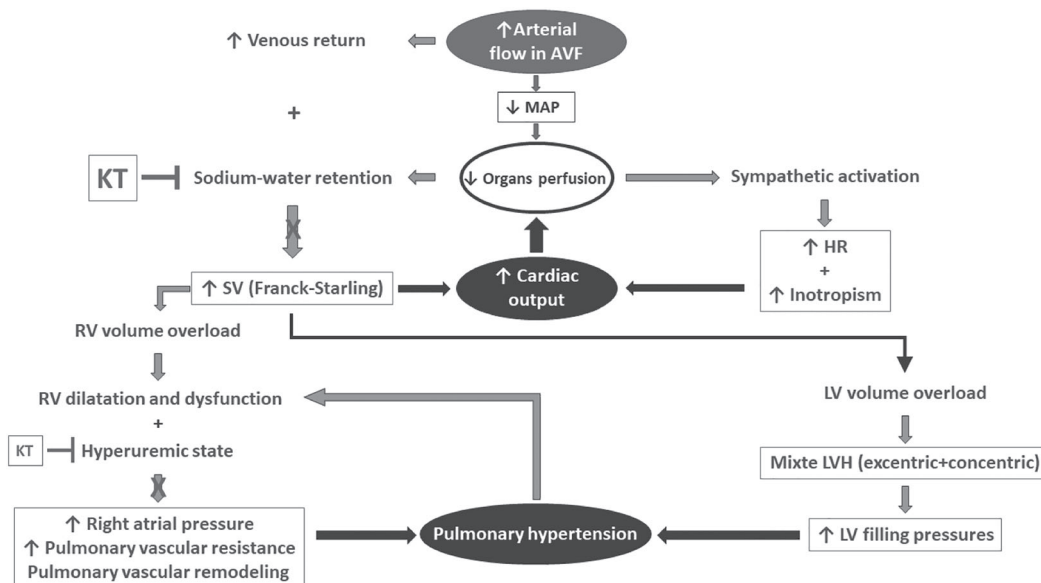 ↑ Venous return
↑ Arterial
flow in AVF
↓ MAP
+
KT
Sodium-water retention
↓ Organs perfusion
Sympathetic activation
↑ HR
+
↑ Inotropism
↑ SV (Franck-Starling)
↑ Cardiac
output
RV volume overload
RV dilatation and dysfunction
+
KT
Hyperuremic state
LV volume overload
Mixte LVH (excentric+concentric)
↑ Right atrial pressure
↑ Pulmonary vascular resistance
Pulmonary vascular remodeling
Pulmonary hypertension
↑ LV filling pressures